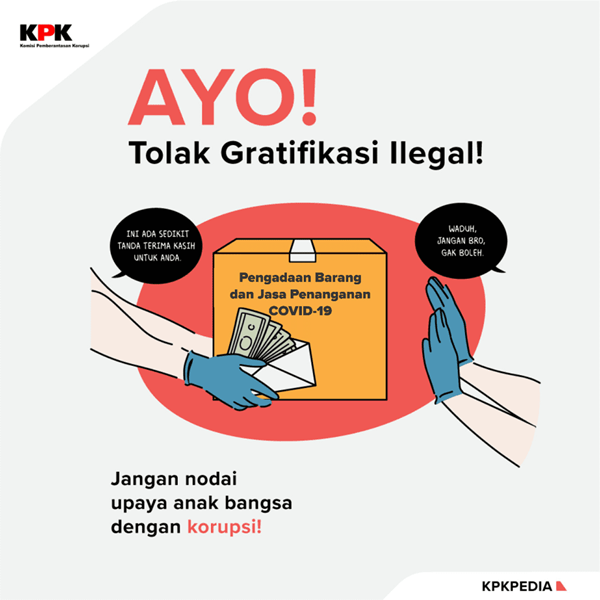 KPK
Komisi Pemberantasan Korupsi
AYO!
Tolak Gratifikasi Ilegal!
INI ADA SEDIKIT
TANDA TERIMA KASIH
UNTUK ANDA.
WADUH,
JANGAN BRO,
GAK BOLEH.
Pengadaan Barang
dan Jasa Penanganan
COVID-19
Jangan nodai
upaya anak bangsa
dengan korupsi!
KPKPEDIA